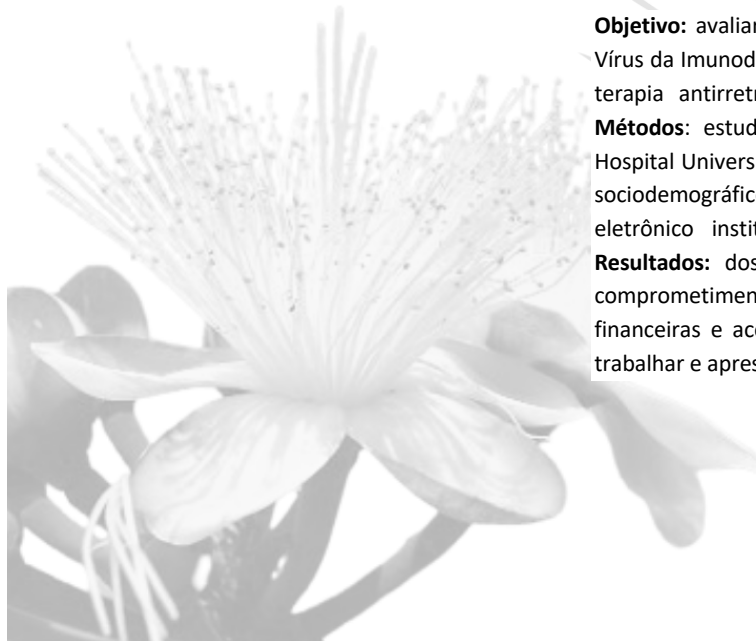 Objetivo: avaliar
Vírus da Imunod
terapia antirretr
Métodos: estud
Hospital Univers
sociodemográfic
eletrônico instit
Resultados: dos
comprometimen
financeiras e ac
trabalhar e apres